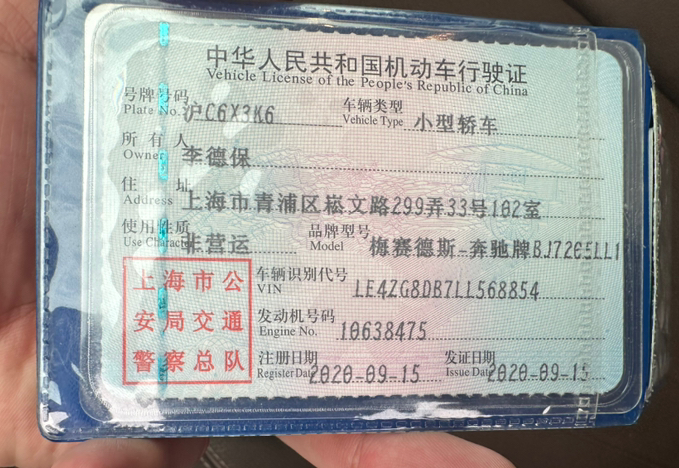 中华人民共和国机动车行驶证
Vehicle License of the People's Republic of China
号牌号码 Plate No. 沪C6X3K6 车辆类型 Vehicle Type 小型轿车
所有人 Owner 李德保
住址 Address 上海市青浦区崧文路299弄33号102室
使用性质 Use Character 非营运 品牌型号 Model 梅赛德斯-奔驰牌BJ7205LL1
上海市公安局交通警察总队
车辆识别代号 VIN LE4ZG8DB7LL568854
发动机号码 Engine No. 10638475
注册日期 Register Date 2020-09-15 发证日期 Issue Date 2020-09-15